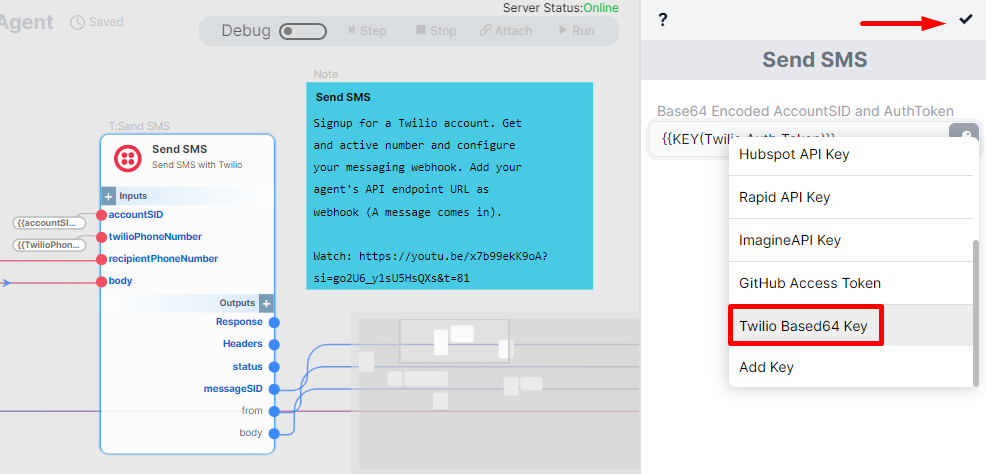 Server Status:Online
Agent
Saved
Debug
Step
Stop
Attach
Run
?
Send SMS
Base64 Encoded AccountSID and AuthToken
{{KEY(Twilio Auth Token)}}
Hubspot API Key
Rapid API Key
ImagineAPI Key
GitHub Access Token
Twilio Based64 Key
Add Key
Note
Send SMS
Signup for a Twilio account. Get
and active number and configure
your messaging webhook. Add your
agent's API endpoint URL as
webhook (A message comes in).
Watch: https://youtu.be/x7b99ekK9oA?
si=go2U6_y1sU5HsQXs&t=81
T:Send SMS
Send SMS
Send SMS with Twilio
+ Inputs
{{accountSI...
accountSID
{{TwilioPhon...
twilioPhoneNumber
recipientPhoneNumber
body
Outputs +
Response
Headers
status
messageSID
from
body